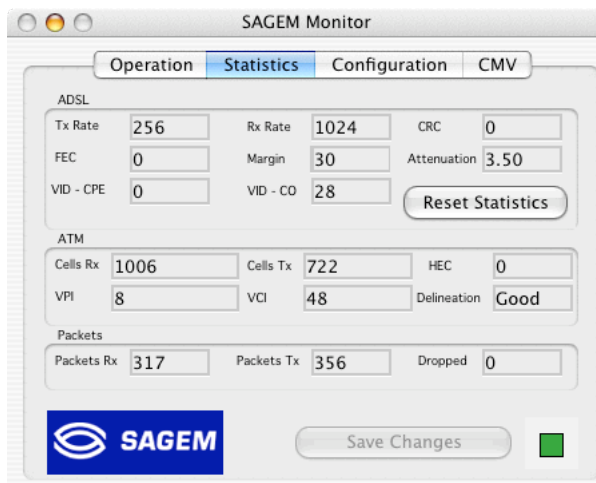 SAGEM Monitor
Operation Statistics Configuration CMV
ADSL
Tx Rate 256 Rx Rate 1024 CRC 0
FEC 0 Margin 30 Attenuation 3.50
VID - CPE 0 VID - CO 28 Reset Statistics
ATM
Cells Rx 1006 Cells Tx 722 HEC 0
VPI 8 VCI 48 Delineation Good
Packets
Packets Rx 317 Packets Tx 356 Dropped 0
SAGEM Save Changes